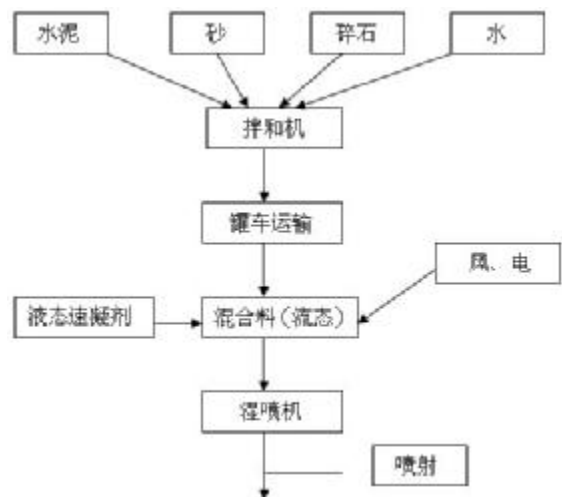 水泥
砂
碎石
水
拌和机
罐车运输
风、电
液态速凝剂
混合料(流态)
湿喷机
喷射